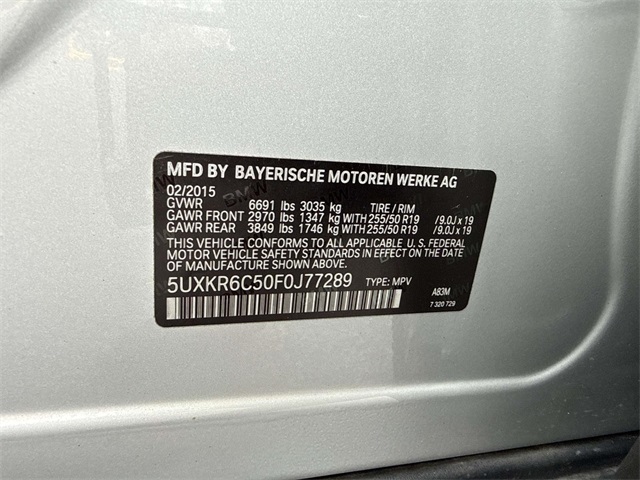 MFD BY BAYERISCHE MOTOREN WERKE AG
02/2015
GVWR 6691 lbs 3035 kg TIRE / RIM
GAWR FRONT 2970 lbs 1347 kg WITH 255/50 R19 /9.0J x 19
GAWR REAR 3849 lbs 1746 kg WITH 255/50 R19 /9.0J x 19
THIS VEHICLE CONFORMS TO ALL APPLICABLE U. S. FEDERAL
MOTOR VEHICLE SAFETY STANDARDS IN EFFECT ON THE DATE
OF MANUFACTURE SHOWN ABOVE.
5UXKR6C50F0J77289 TYPE: MPV
A83M
7 320 729